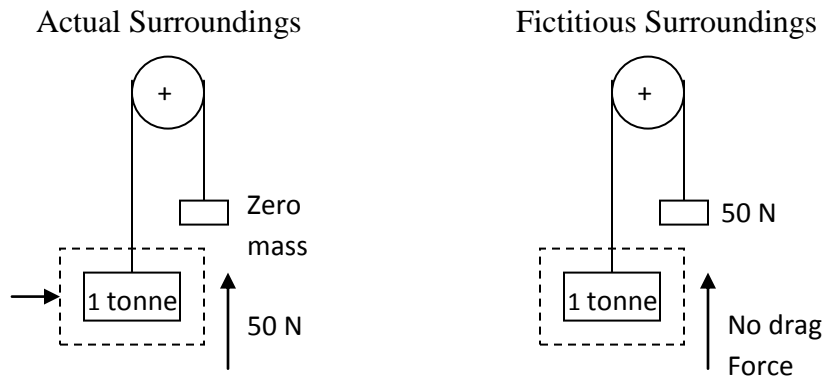 Actual Surroundings
+
Zero
mass
1 tonne
50 N
Fictitious Surroundings
+
50 N
1 tonne
No drag
Force